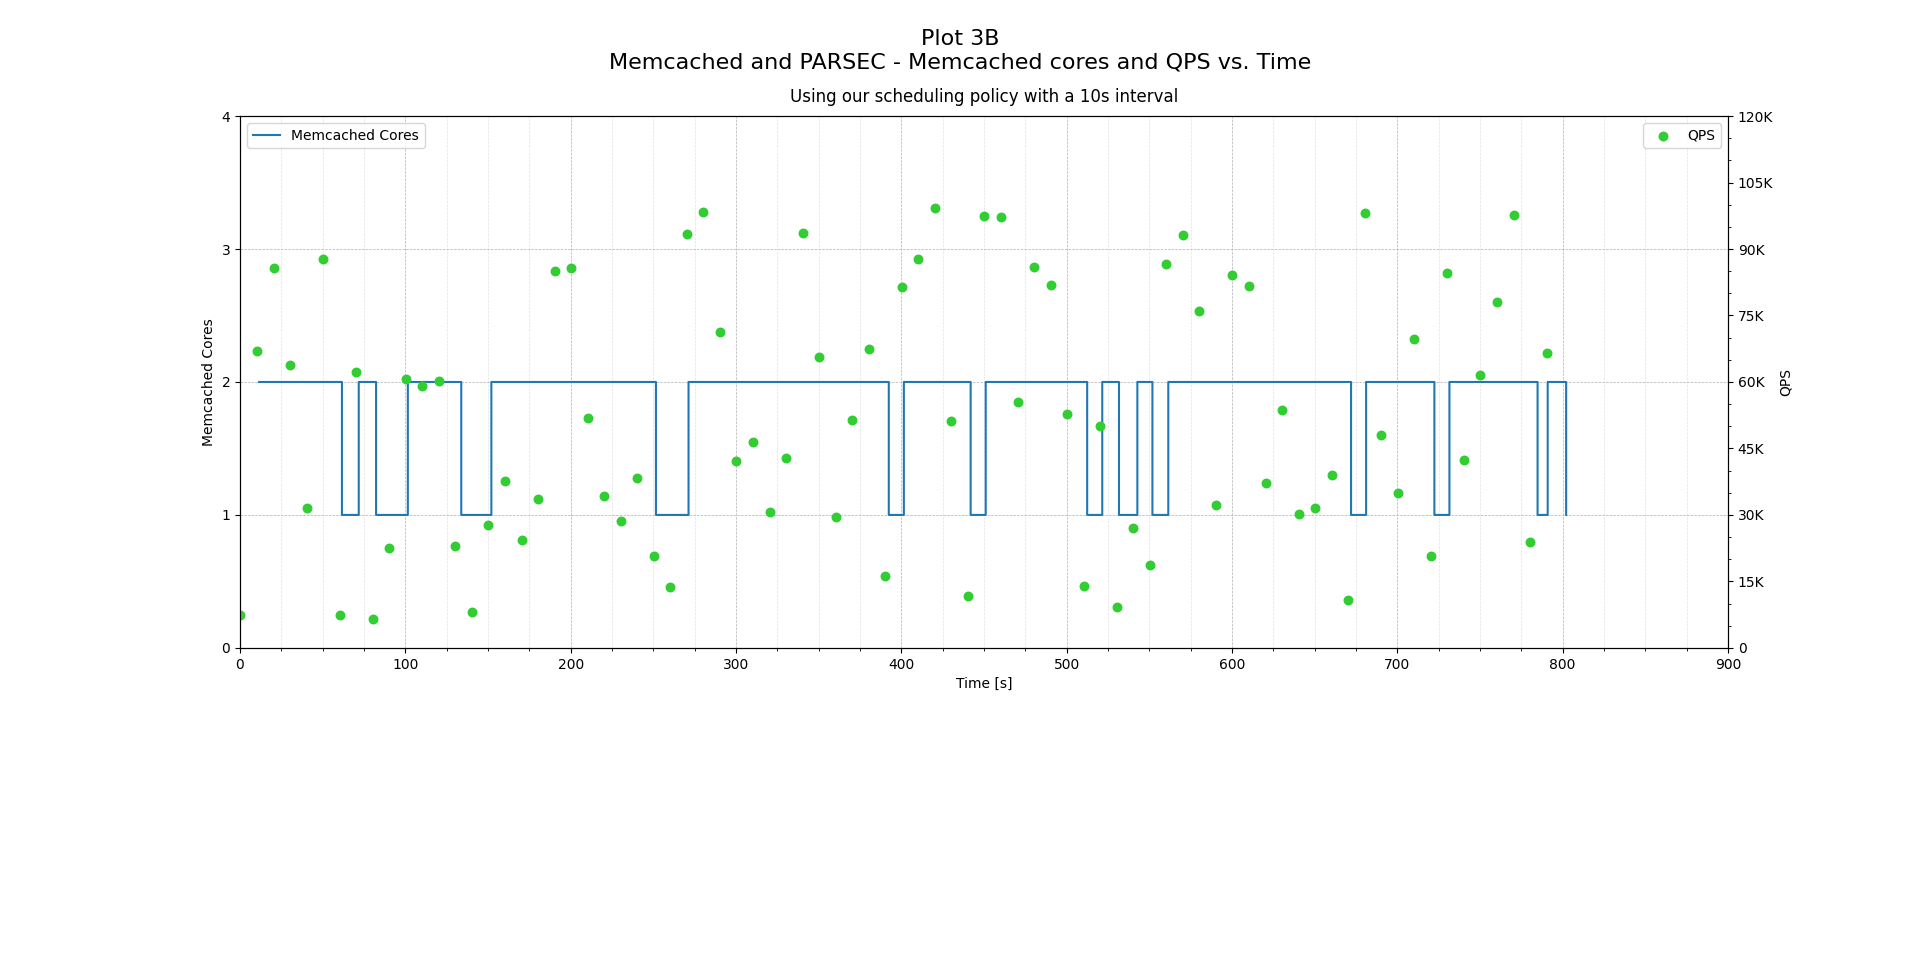 Plot 3B
Memcached and PARSEC - Memcached cores and QPS vs. Time
Using our scheduling policy with a 10s interval
Memcached Cores
QPS
4
3
2
1
0
Memcached Cores
120K
105K
90K
75K
60K
45K
30K
15K
0
QPS
0 100 200 300 400 500 600 700 800 900
Time [s]